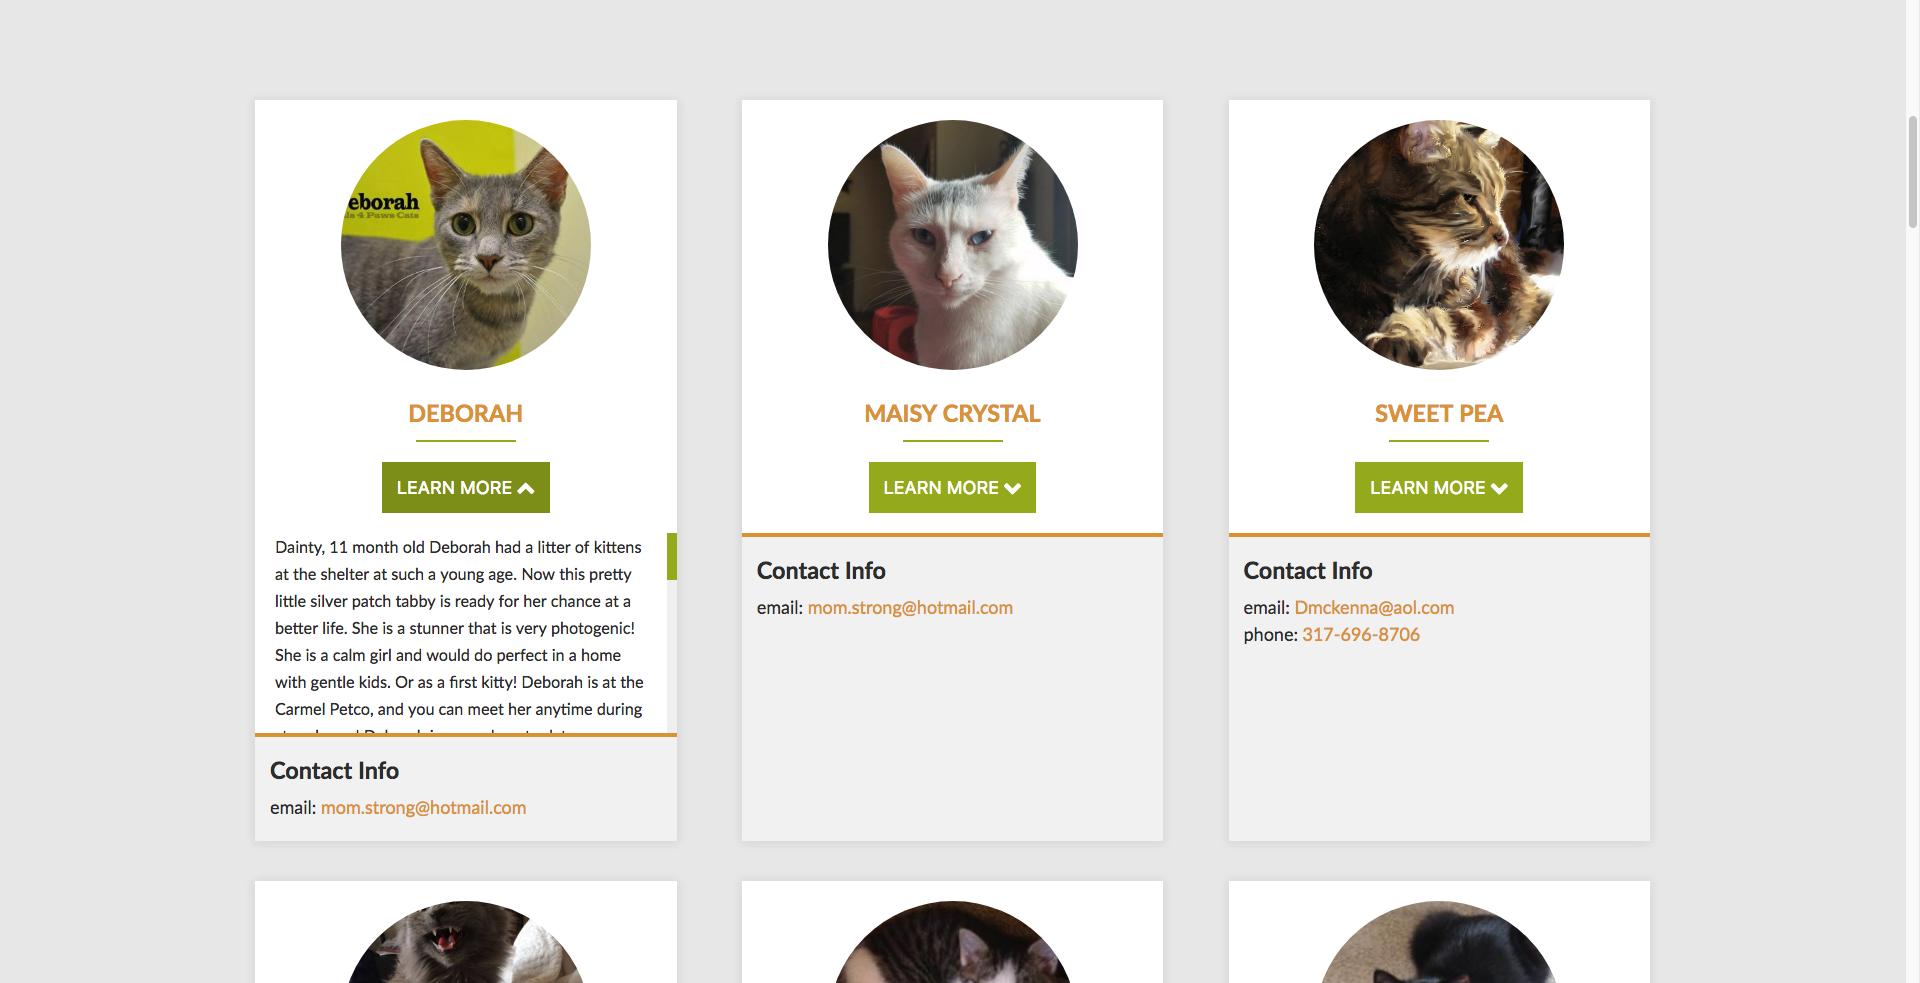 eborah
4 Paws Cats
DEBORAH
LEARN MORE
Dainty, 11 month old Deborah had a litter of kittens
at the shelter at such a young age. Now this pretty
little silver patch tabby is ready for her chance at a
better life. She is a stunner that is very photogenic!
She is a calm girl and would do perfect in a home
with gentle kids. Or as a first kitty! Deborah is at the
Carmel Petco, and you can meet her anytime during
Contact Info
email: mom.strong@hotmail.com
MAISY CRYSTAL
LEARN MORE
Contact Info
email: mom.strong@hotmail.com
SWEET PEA
LEARN MORE
Contact Info
email: Dmckenna@aol.com
phone: 317-696-8706